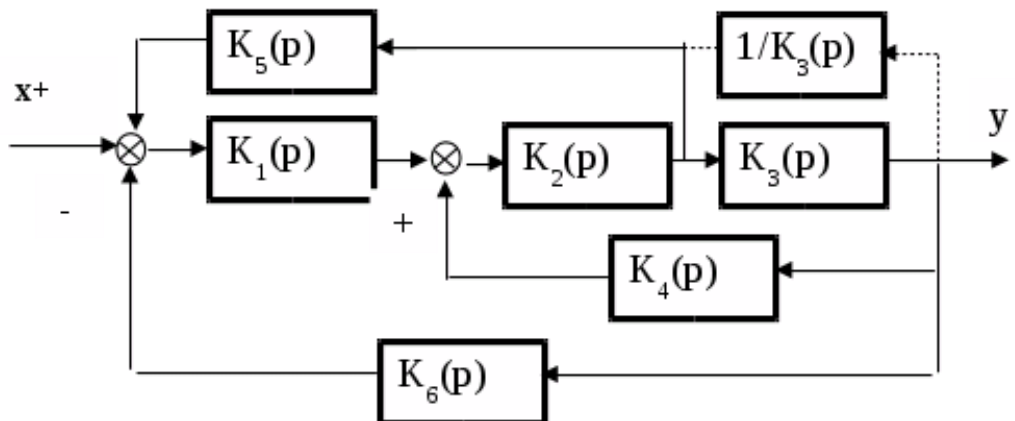 K₅(p)
1/K₃(p)
x+
y
K₁(p)
K₂(p)
K₃(p)
-
+
K₄(p)
K₆(p)